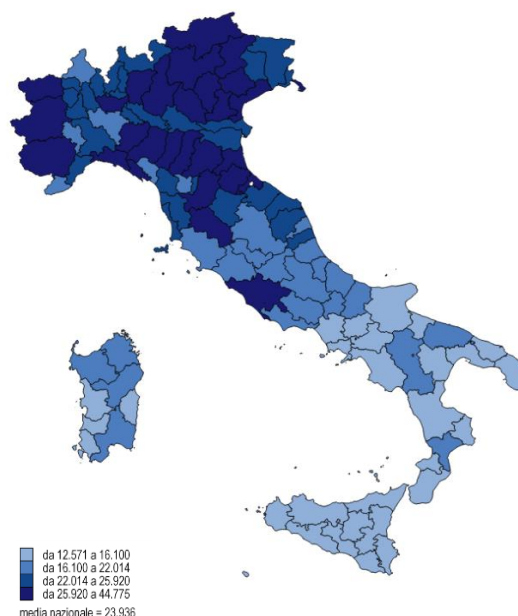 da 12.571 a 16.100
da 16.100 a 22.014
da 22.014 a 25.920
da 25.920 a 44.775
media nazionale = 23.936